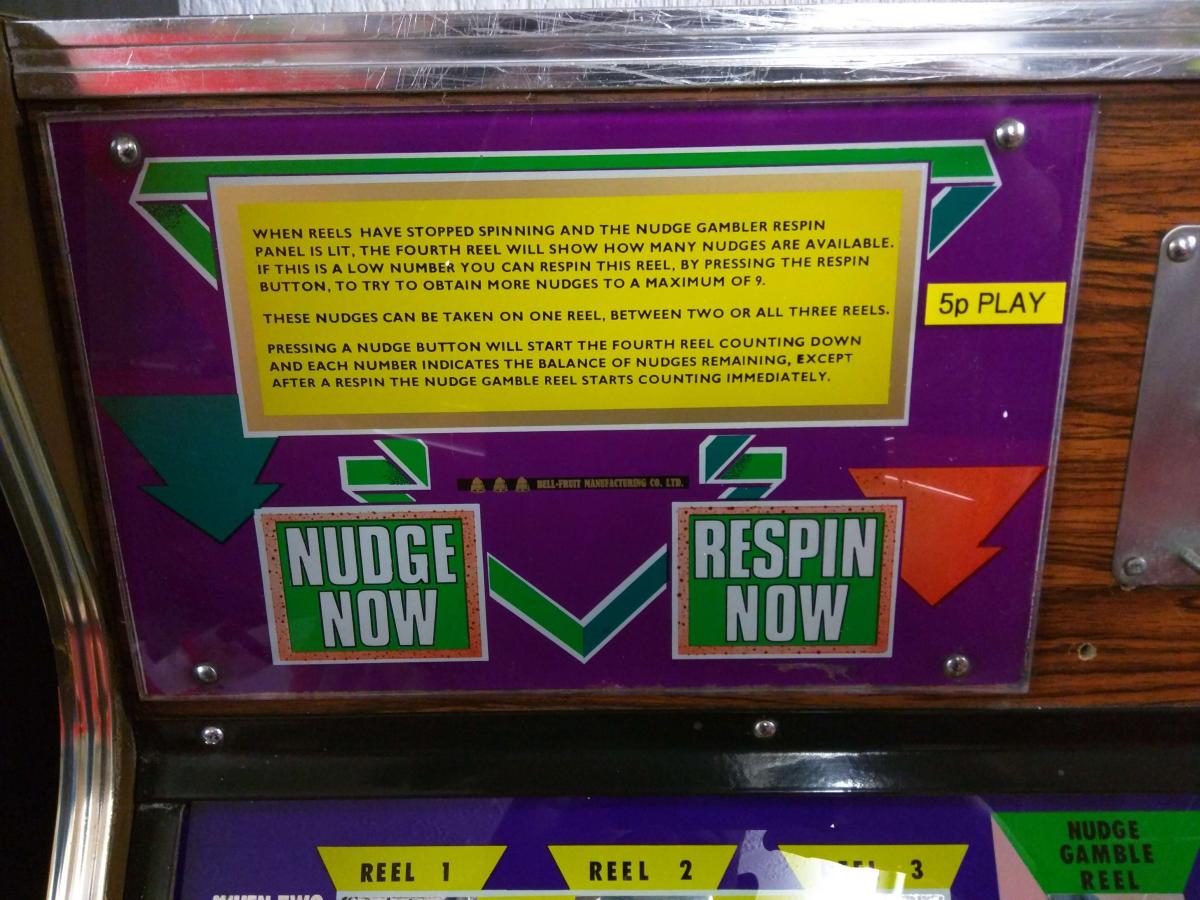 WHEN REELS HAVE STOPPED SPINNING AND THE NUDGE GAMBLER RESPIN
PANEL IS LIT, THE FOURTH REEL WILL SHOW HOW MANY NUDGES ARE AVAILABLE.
IF THIS IS A LOW NUMBER YOU CAN RESPIN THIS REEL, BY PRESSING THE RESPIN
BUTTON, TO TRY TO OBTAIN MORE NUDGES TO A MAXIMUM OF 9.
THESE NUDGES CAN BE TAKEN ON ONE REEL, BETWEEN TWO OR ALL THREE REELS.
PRESSING A NUDGE BUTTON WILL START THE FOURTH REEL COUNTING DOWN
AND EACH NUMBER INDICATES THE BALANCE OF NUDGES REMAINING, EXCEPT
AFTER A RESPIN THE NUDGE GAMBLE REEL STARTS COUNTING IMMEDIATELY.
5p PLAY
BELL-FRUIT MANUFACTURING CO. LTD.
NUDGE
NOW
RESPIN
NOW
REEL 1
REEL 2
3
NUDGE
GAMBLE
REEL
WHEN TWO